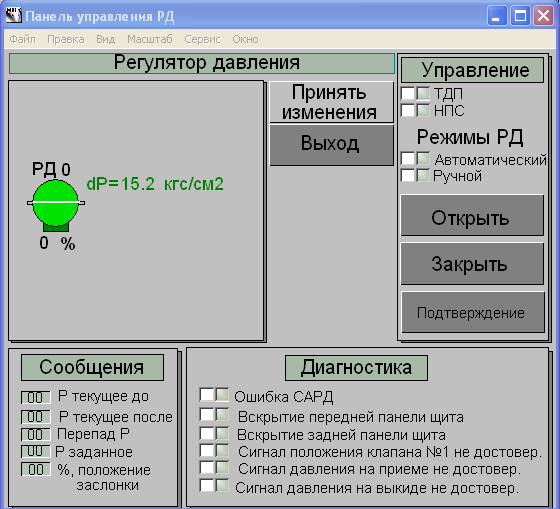 Панель управления РД
Файл Правка Вид Масштаб Сервис Окно
Регулятор давления
Принять
изменения
Выход
РД 0
dP=15.2 кгс/см2
0 %
Управление
ТДП
НПС
Режимы РД
Автоматический
Ручной
Открыть
Закрыть
Подтверждение
Сообщения
00 Р текущее до
00 Р текущее после
00 Перепад Р
00 Р заданное
00 %, положение
заслонки
Диагностика
Ошибка САРД
Вскрытие передней панели щита
Вскрытие задней панели щита
Сигнал положения клапана №1 не достовер.
Сигнал давления на приеме не достовер.
Сигнал давления на выкиде не достовер.